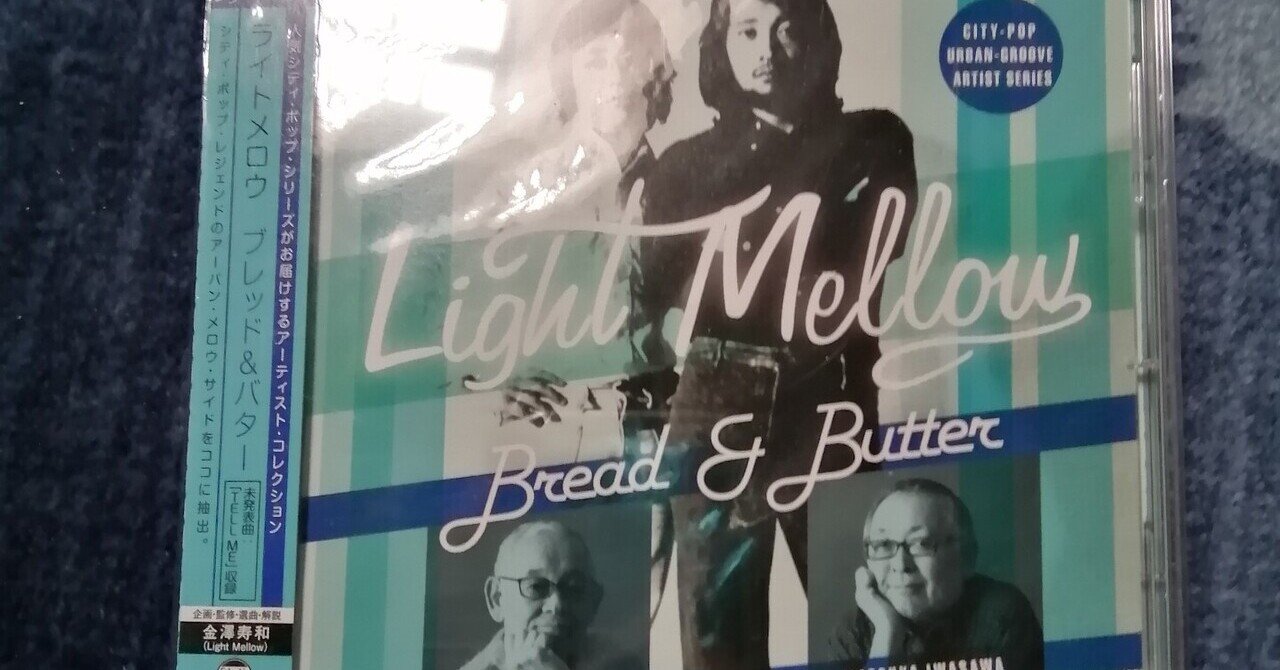 人気シティ・ポップ・シリーズがお届けするアーティスト・コレクション
ライトメロウ ブレッド&バター
未発表曲:
「TELL ME」収録
シティ・ポップ・レジェンドのアーバン・メロウ・サイドをココに抽出。
企画・監修・選曲・解説
金澤寿和
(Light Mellow)
CITY-POP
URBAN-GROOVE
ARTIST SERIES
Light Mellow
Bread & Butter
IWASAWA